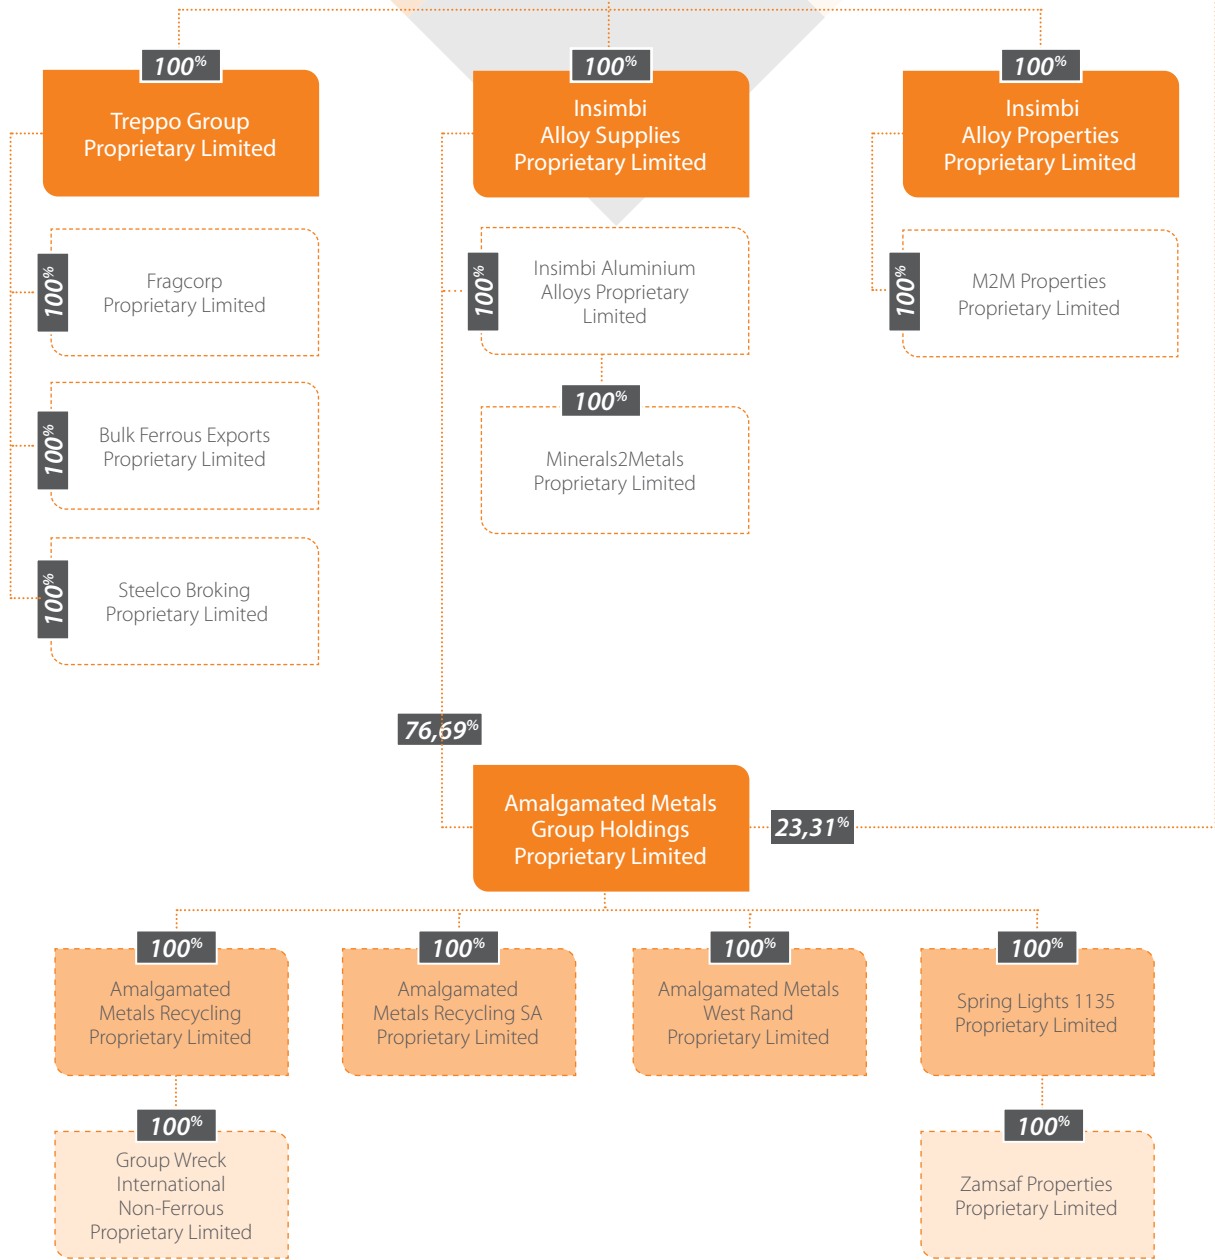 100%
Treppo Group
Proprietary Limited
100%
Insimbi
Alloy Supplies
Proprietary Limited
100%
Insimbi
Alloy Properties
Proprietary Limited
100%
Fragcorp
Proprietary Limited
100%
Insimbi Aluminium
Alloys Proprietary
Limited
100%
M2M Properties
Proprietary Limited
100%
Bulk Ferrous Exports
Proprietary Limited
100%
Minerals2Metals
Proprietary Limited
100%
Steelco Broking
Proprietary Limited
76,69%
Amalgamated Metals
Group Holdings
Proprietary Limited
23,31%
100%
Amalgamated
Metals Recycling
Proprietary Limited
100%
Amalgamated
Metals Recycling SA
Proprietary Limited
100%
Amalgamated Metals
West Rand
Proprietary Limited
100%
Spring Lights 1135
Proprietary Limited
100%
Group Wreck
International
Non-Ferrous
Proprietary Limited
100%
Zamsaf Properties
Proprietary Limited